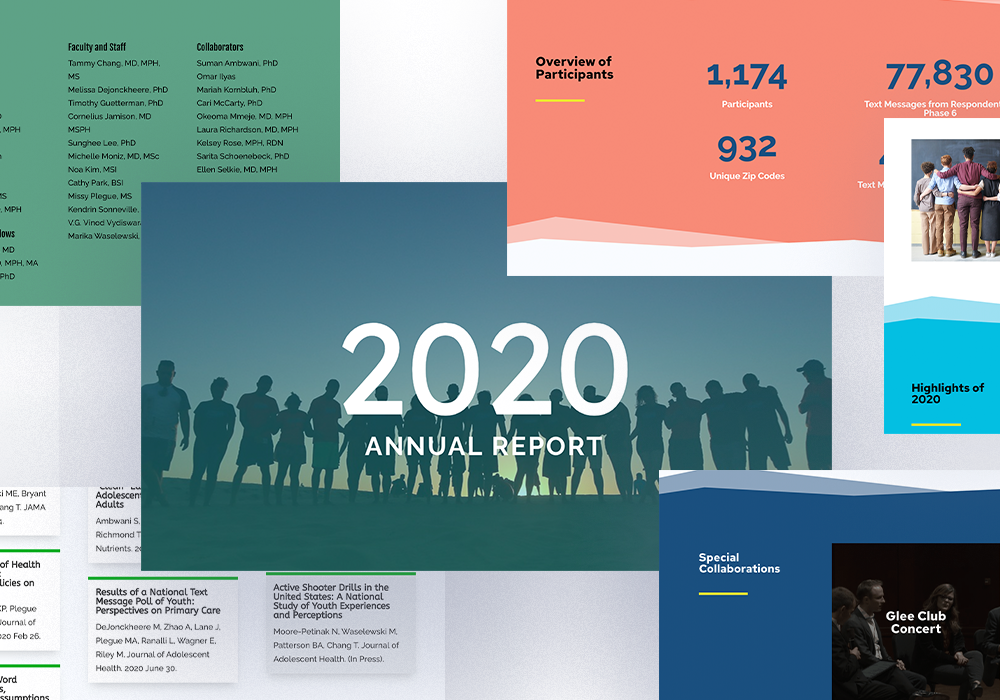 Faculty and Staff
Tammy Chang, MD, MPH,
MS
Melissa Dejonckheere, PhD
Timothy Guetterman, PhD
Cornelius Jamison, MD
MSPH
Sunghee Lee, PhD
Michelle Moniz, MD, MSc
Noa Kim, MSI
Cathy Park, BSI
Missy Plegue, MS
Kendrin Sonneville,
V.G. Vinod Vydiswar
Marika Waselewski,
Collaborators
Suman Ambwani, PhD
Omar Ilyas
Mariah Kornbluh, PhD
Cari McCarty, PhD
Okeoma Mmeje, MD, MPH
Laura Richardson, MD, MPH
Kelsey Rose, MPH, RDN
Sarita Schoenebeck, PhD
Ellen Selkie, MD, MPH
, MPH
MS
, MPH
lows
MD
, MPH, MA
PhD
Overview of
Participants
1,174
Participants
77,830
Text Messages from Respondent
Phase 6
932
Unique Zip Codes
Text M
Highlights of
2020
2020
ANNUAL REPORT
Special
Collaborations
Glee Club
Concert
ki ME, Bryant
ang T. JAMA
of Health
licies on
KP, Plegue
Journal of
020 Feb 26.
Word
s,
ssumptions
Adolescent
Adults
Ambwani S,
Richmond T
Nutrients. 20
Results of a National Text
Message Poll of Youth:
Perspectives on Primary Care
DeJonckheere M, Zhao A, Lane J,
Plegue MA, Ranalli L, Wagner E,
Riley M. Journal of Adolescent
Health. 2020 June 30.
Active Shooter Drills in the
United States: A National
Study of Youth Experiences
and Perceptions
Moore-Petinak N, Waselewski M,
Patterson BA, Chang T. Journal of
Adolescent Health. (In Press).